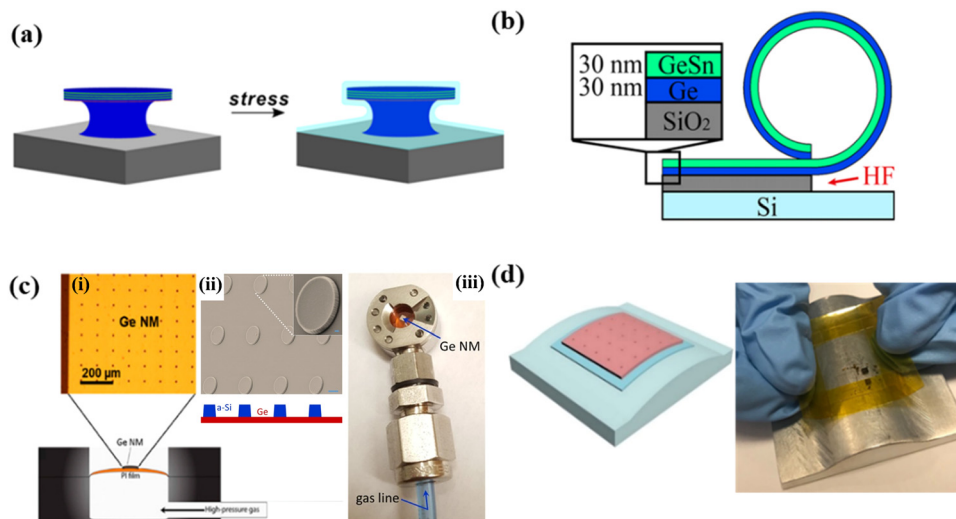 (a)
stress
(b)
30 nm
30 nm
GeSn
Ge
SiO₂
HF
Si
(c)
(i)
Ge NM
200 µm
Ge NM
PI film
High-pressure gas
(ii)
a-Si
Ge
(iii)
Ge NM
gas line
(d)